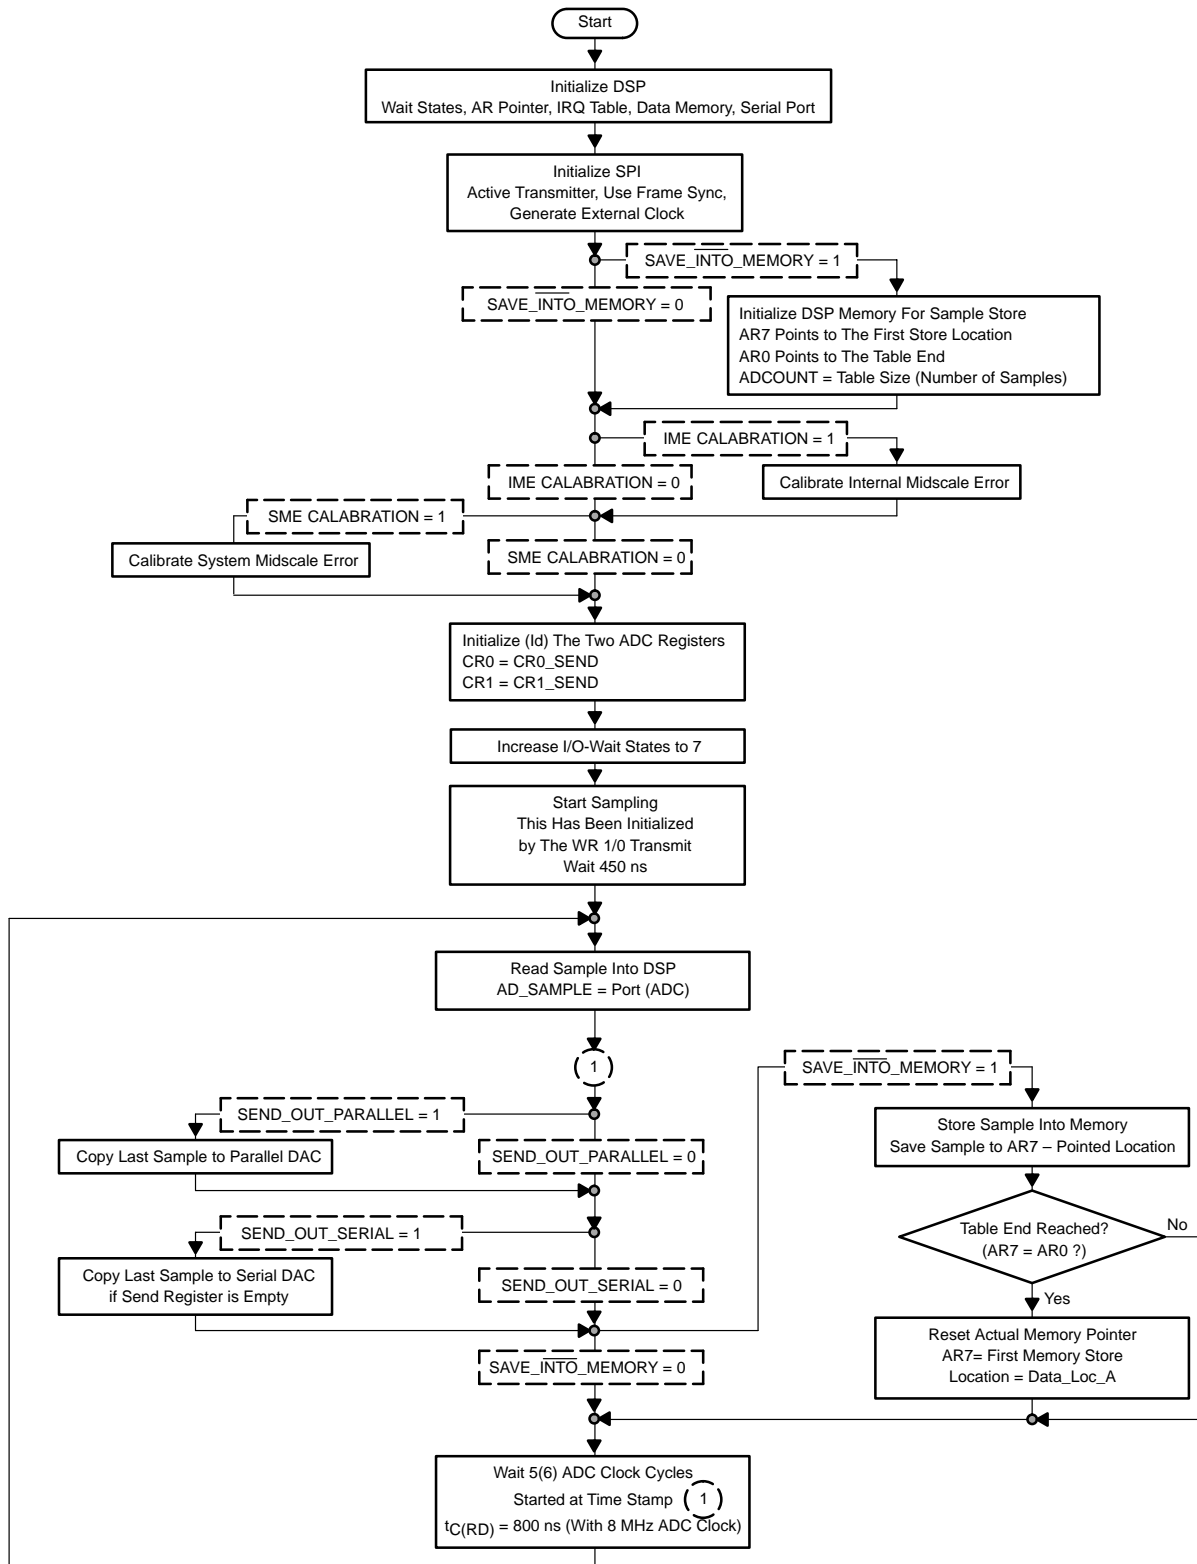 Start
Initialize DSP
Wait States, AR Pointer, IRQ Table, Data Memory, Serial Port
Initialize SPI
Active Transmitter, Use Frame Sync,
Generate External Clock
SAVE_INTO_MEMORY = 1
SAVE_INTO_MEMORY = 0
Initialize DSP Memory For Sample Store
AR7 Points to The First Store Location
AR0 Points to The Table End
ADCOUNT = Table Size (Number of Samples)
IME CALABRATION = 1
IME CALABRATION = 0
Calibrate Internal Midscale Error
SME CALABRATION = 1
SME CALABRATION = 0
Calibrate System Midscale Error
Initialize (Id) The Two ADC Registers
CR0 = CR0_SEND
CR1 = CR1_SEND
Increase I/O-Wait States to 7
Start Sampling
This Has Been Initialized
by The WR 1/0 Transmit
Wait 450 ns
Read Sample Into DSP
AD_SAMPLE = Port (ADC)
1
SAVE_INTO_MEMORY = 1
SEND_OUT_PARALLEL = 1
Store Sample Into Memory
Save Sample to AR7 – Pointed Location
Copy Last Sample to Parallel DAC
SEND_OUT_PARALLEL = 0
SEND_OUT_SERIAL = 1
Table End Reached?
(AR7 = AR0 ?)
No
Copy Last Sample to Serial DAC
if Send Register is Empty
SEND_OUT_SERIAL = 0
Yes
Reset Actual Memory Pointer
AR7= First Memory Store
Location = Data_Loc_A
SAVE_INTO_MEMORY = 0
Wait 5(6) ADC Clock Cycles
Started at Time Stamp 1
tC(RD) = 800 ns (With 8 MHz ADC Clock)